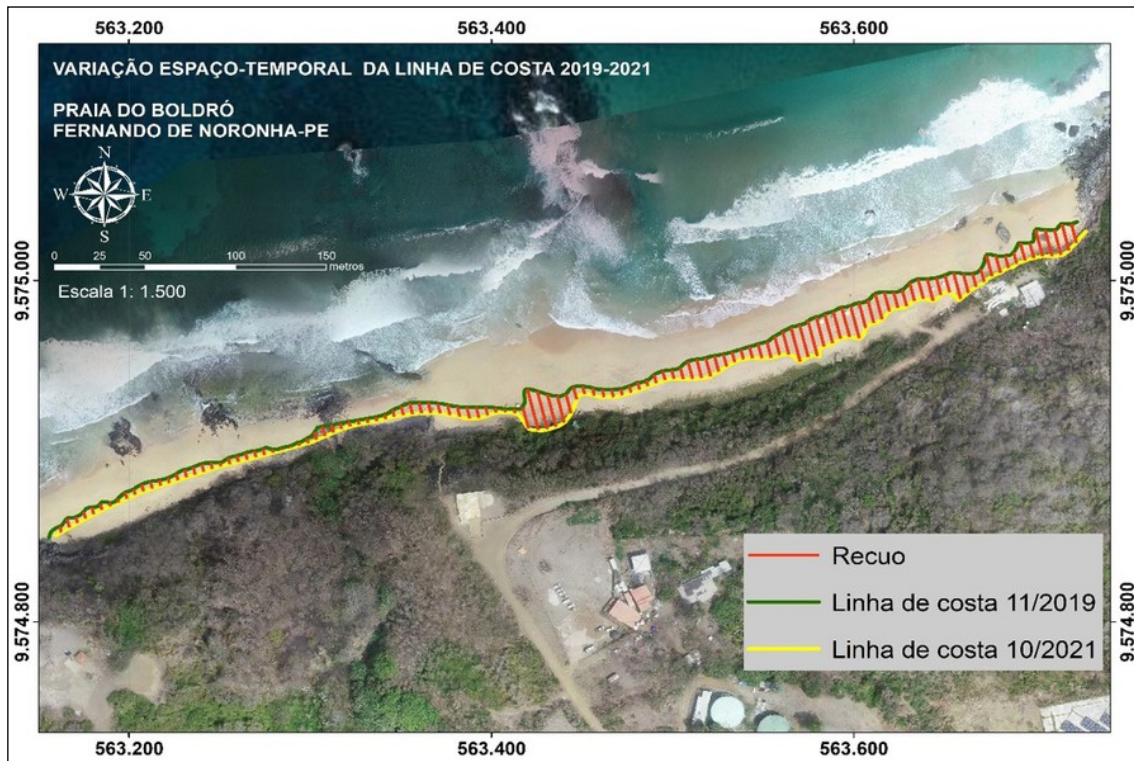 563.200 563.400 563.600
VARIAÇÃO ESPAÇO-TEMPORAL DA LINHA DE COSTA 2019-2021
PRAIA DO BOLDRÓ
FERNANDO DE NORONHA-PE
N
W E
S
0 25 50 100 150
metros
Escala 1: 1.500
9.575.000 9.575.000
Recuo
Linha de costa 11/2019
Linha de costa 10/2021
9.574.800 9.574.800
563.200 563.400 563.600